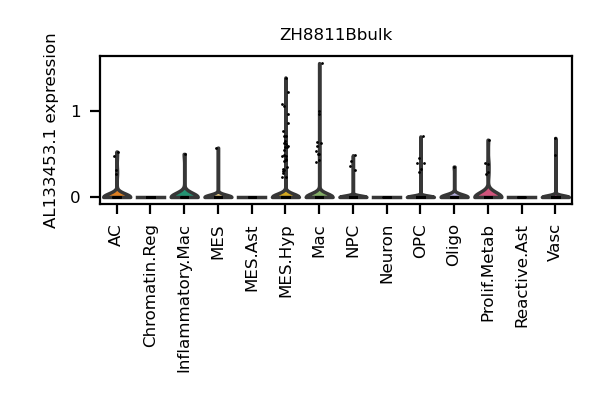 ZH8811Bbulk
AL133453.1 expression
1
0
AC
Chromatin.Reg
Inflammatory.Mac
MES
MES.Ast
MES.Hyp
Mac
NPC
Neuron
OPC
Oligo
Prolif.Metab
Reactive.Ast
Vasc